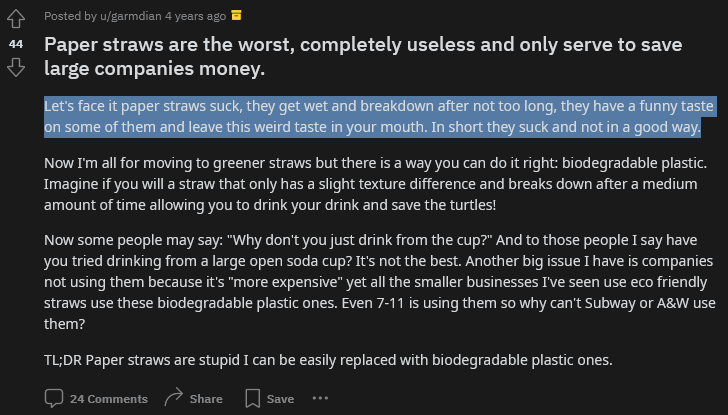 Posted by u/garmdian 4 years ago
44
Paper straws are the worst, completely useless and only serve to save
large companies money.
Let's face it paper straws suck, they get wet and breakdown after not too long, they have a funny taste
on some of them and leave this weird taste in your mouth. In short they suck and not in a good way.
Now I'm all for moving to greener straws but there is a way you can do it right: biodegradable plastic.
Imagine if you will a straw that only has a slight texture difference and breaks down after a medium
amount of time allowing you to drink your drink and save the turtles!
Now some people may say: "Why don't you just drink from the cup?" And to those people I say have
you tried drinking from a large open soda cup? It's not the best. Another big issue I have is companies
not using them because it's "more expensive" yet all the smaller businesses I've seen use eco friendly
straws use these biodegradable plastic ones. Even 7-11 is using them so why can't Subway or A&W use
them?
TL;DR Paper straws are stupid I can be easily replaced with biodegradable plastic ones.
24 Comments Share Save